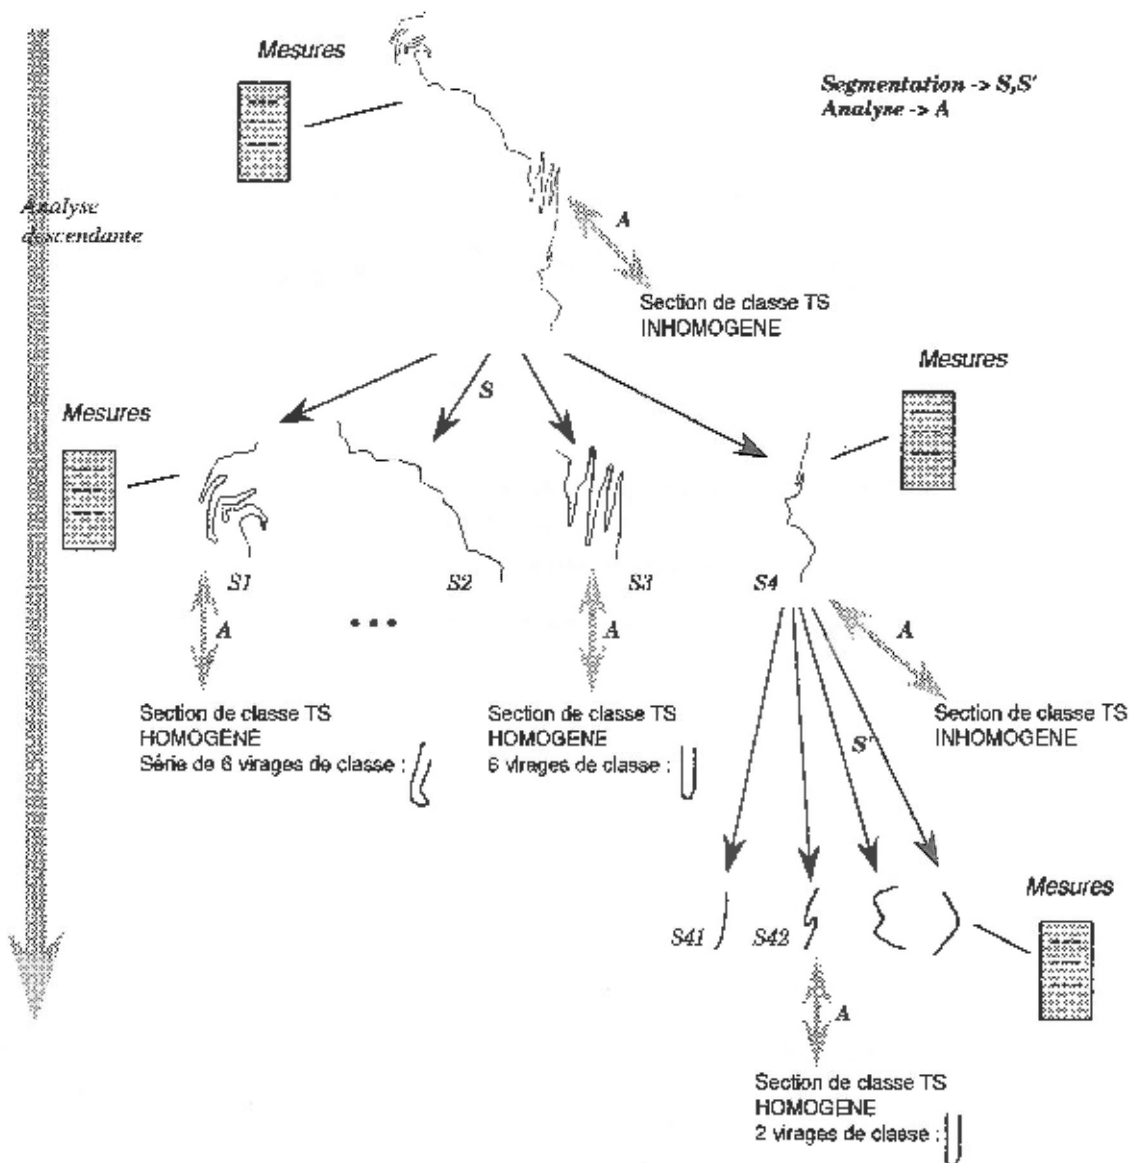 Mesures
Segmentation -> S,S'
Analyse -> A
Analyse
descendante
A
Section de classe TS
INHOMOGENE
Mesures
S
Mesures
S1
S2
S3
S4
A
...
A
A
Section de classe TS
HOMOGENE
Série de 6 virages de classe :
Section de classe TS
HOMOGENE
6 virages de classe :
Section de classe TS
INHOMOGENE
S'
Mesures
S41
S42
A
Section de classe TS
HOMOGENE
2 virages de classe :